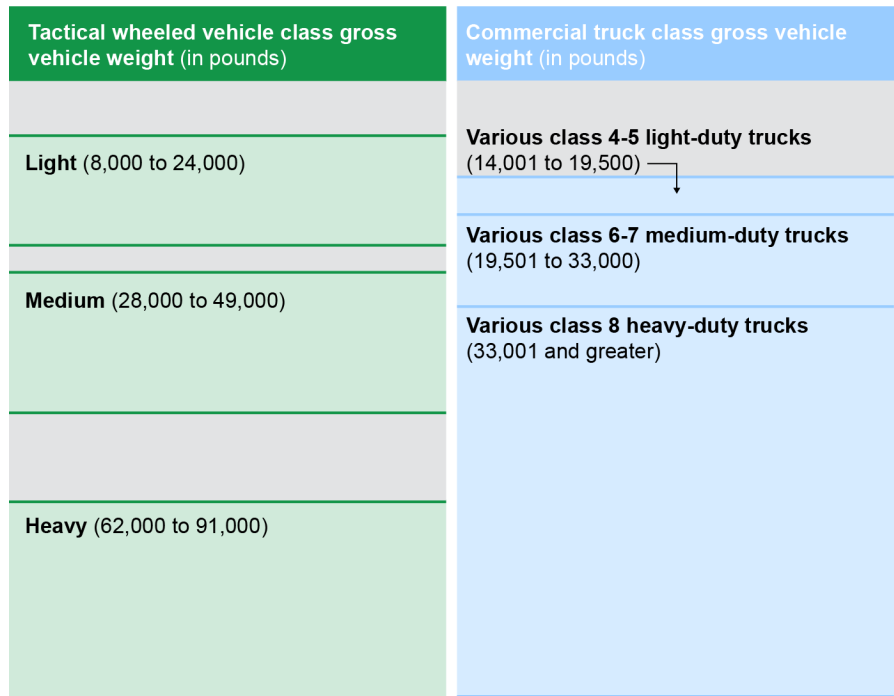 Tactical wheeled vehicle class gross
vehicle weight (in pounds)
Light (8,000 to 24,000)
Medium (28,000 to 49,000)
Heavy (62,000 to 91,000)
Commercial truck class gross vehicle
weight (in pounds)
Various class 4-5 light-duty trucks
(14,001 to 19,500)
Various class 6-7 medium-duty trucks
(19,501 to 33,000)
Various class 8 heavy-duty trucks
(33,001 and greater)